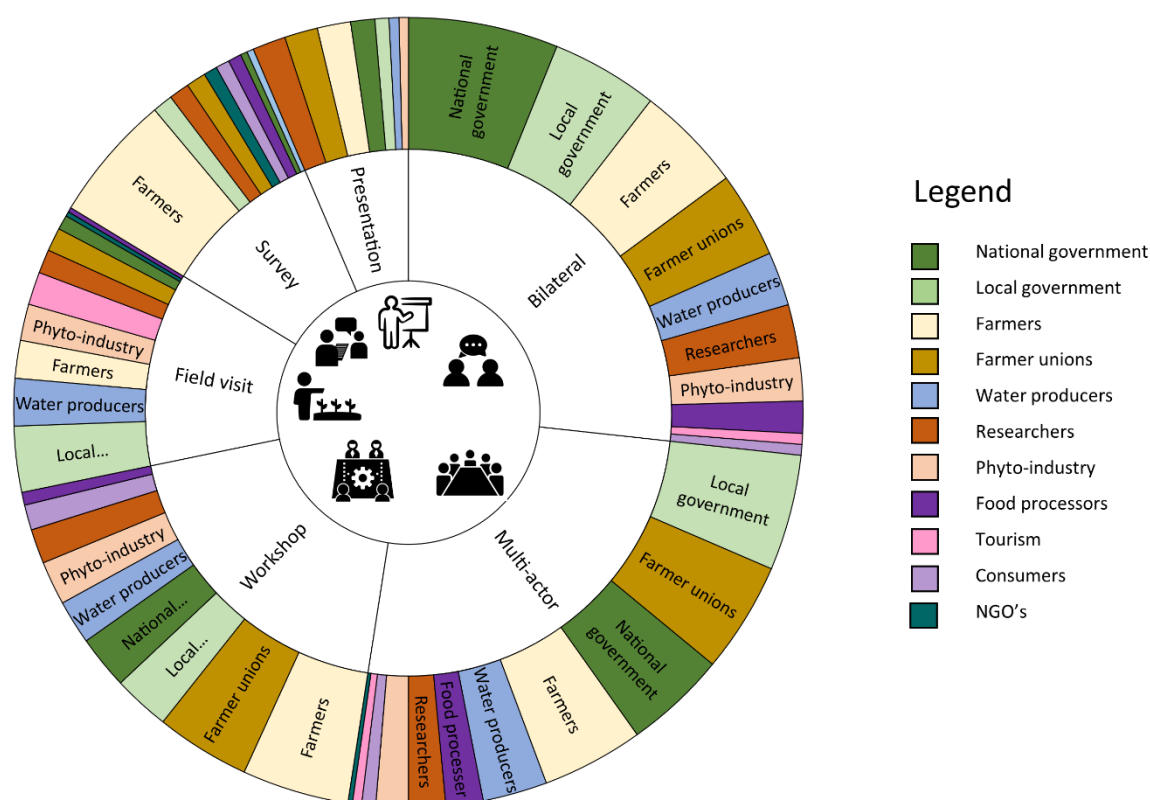 National
government
Local
government
Farmers
Farmer unions
Water producers
Researchers
Phyto-industry
Bilateral
Local
government
Farmer unions
National
government
Farmers
Water producers
Food processer
Researchers
Multi-actor
Farmers
Farmer unions
Local...
National...
Water producers
Phyto-industry
Workshop
Local...
Water producers
Farmers
Phyto-industry
Field visit
Farmers
Survey
Presentation
Legend
National government
Local government
Farmers
Farmer unions
Water producers
Researchers
Phyto-industry
Food processors
Tourism
Consumers
NGO's